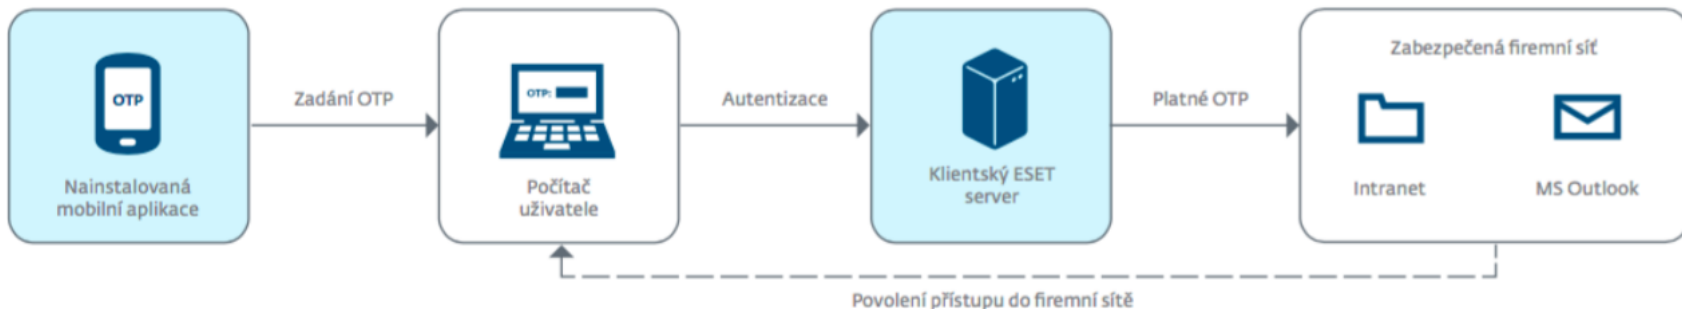 OTP
Nainstalovaná
mobilní aplikace
Zadání OTP
OTP:
Počítač
uživatele
Autentizace
Klientský ESET
server
Platné OTP
Zabezpečená firemní síť
Intranet
MS Outlook
Povolení přístupu do firemní sítě